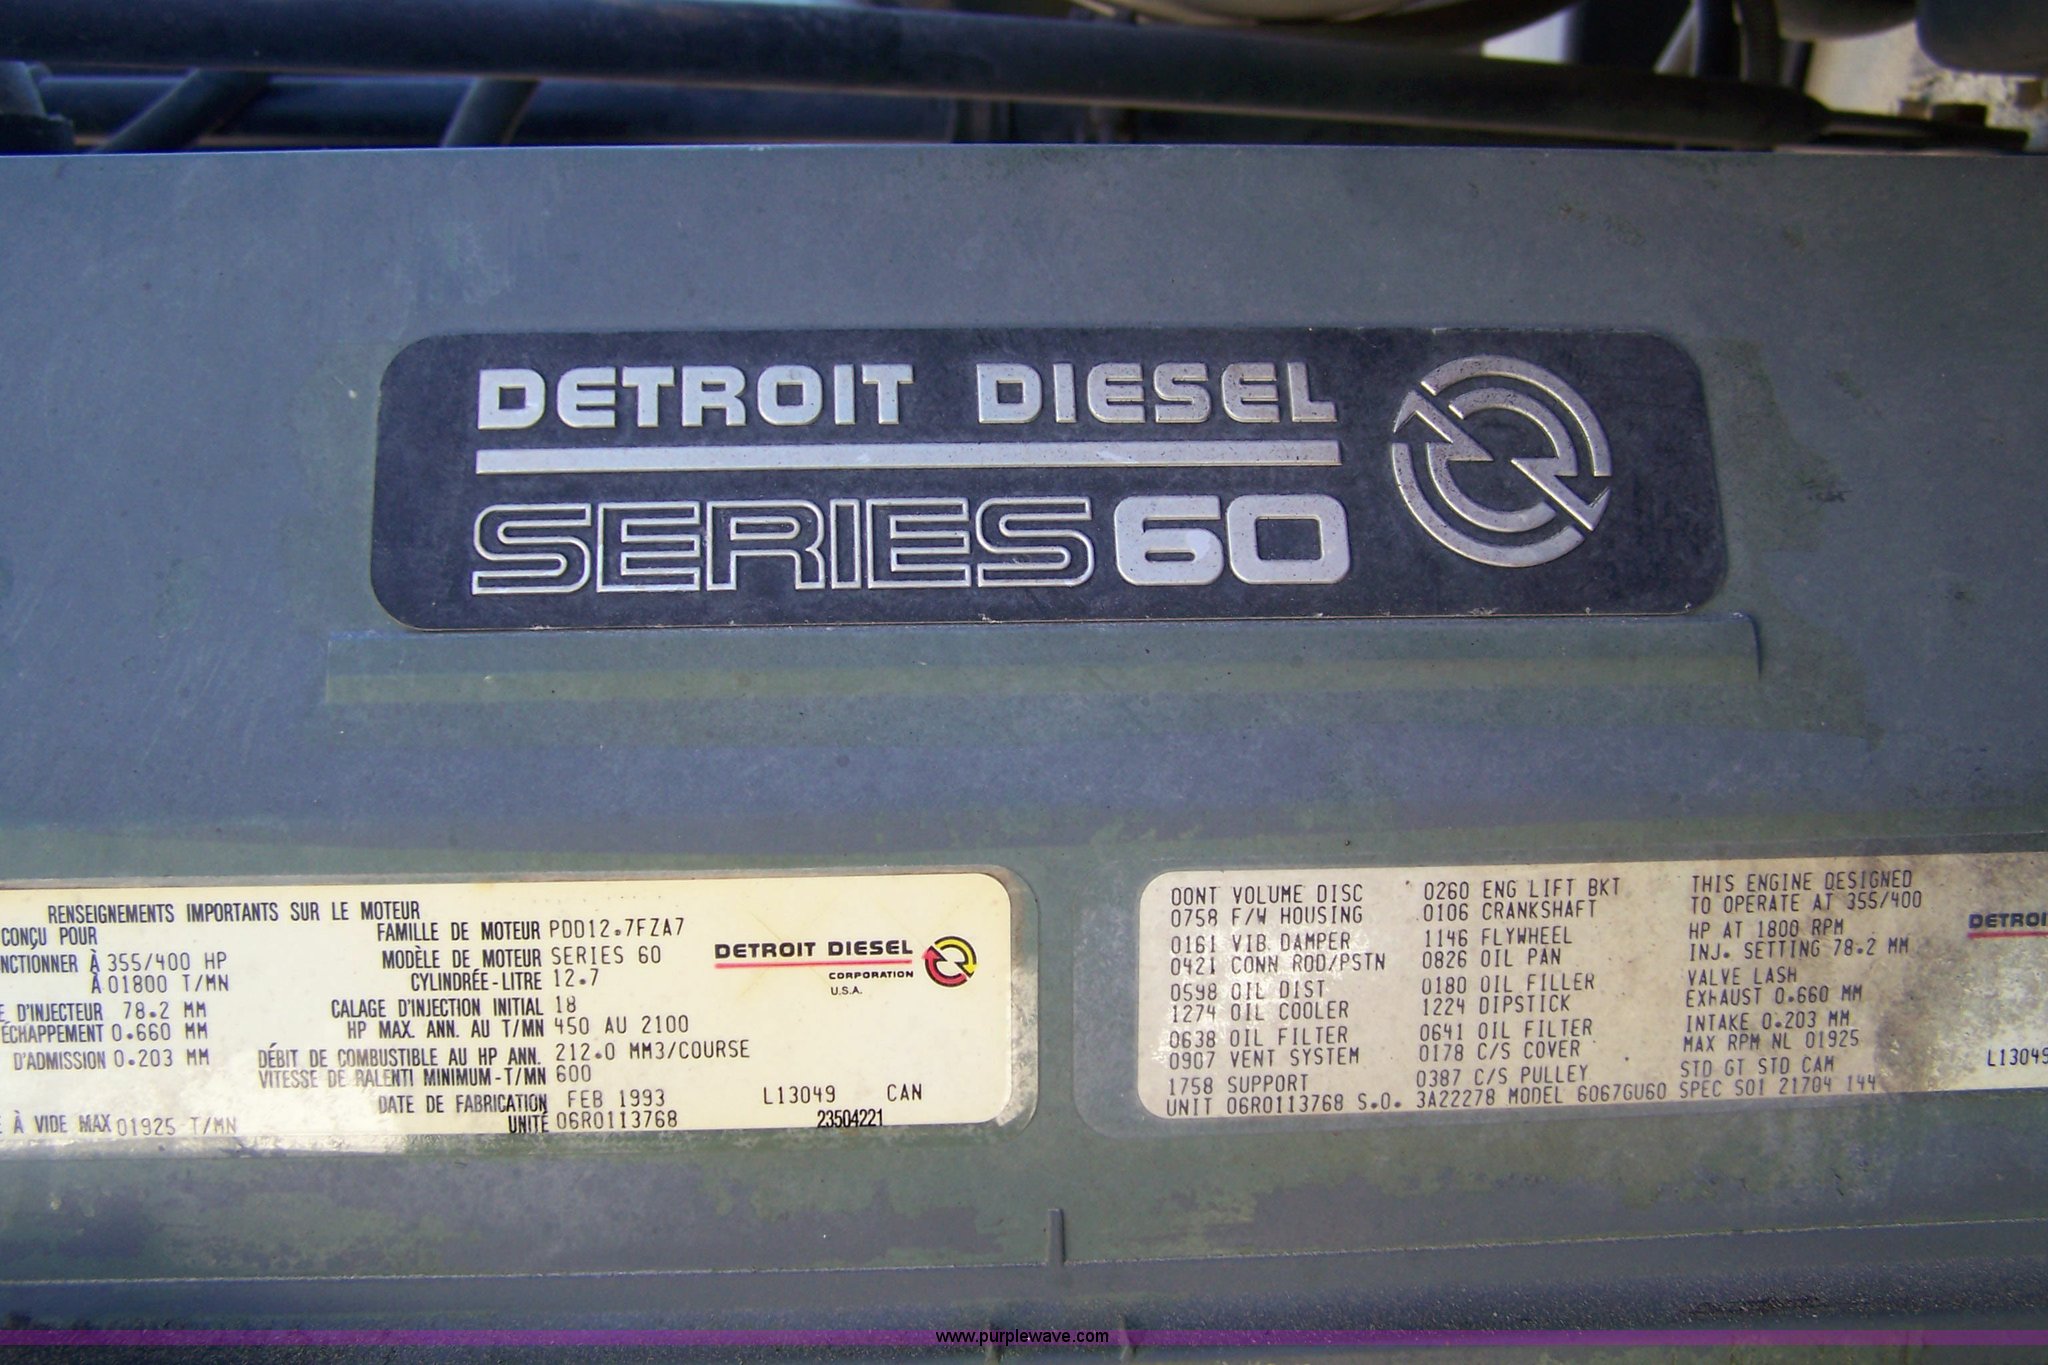 DETROIT DIESEL
SERIES 60
RENSEIGNEMENTS IMPORTANTS SUR LE MOTEUR
CONÇU POUR
À 355/400 HP
À 01800 T/MN
D'INJECTEUR 78.2 MM
ÉCHAPPEMENT 0.660 MM
D'ADMISSION 0.203 MM
À VIDE MAX 01925 T/MN
FAMILLE DE MOTEUR PDD12.7FZA7
MODÈLE DE MOTEUR SERIES 60
CYLINDRÉE-LITRE 12.7
CALAGE D'INJECTION INITIAL 18
HP MAX. ANN. AU T/MN 450 AU 2100
DÉBIT DE COMBUSTIBLE AU HP ANN. 212.0 MM3/COURSE
VITESSE DE RALENTI MINIMUM-T/MN 600
DATE DE FABRICATION FEB 1993
UNITÉ 06R0113768
DETROIT DIESEL
CORPORATION
U.S.A.
L13049 CAN
23504221
00NT VOLUME DISC
0758 F/W HOUSING
0161 VIB DAMPER
0421 CONN ROD/PSTN
0598 OIL DIST
1274 OIL COOLER
0638 OIL FILTER
0907 VENT SYSTEM
1758 SUPPORT
0260 ENG LIFT BKT
0106 CRANKSHAFT
1146 FLYWHEEL
0826 OIL PAN
0180 OIL FILLER
1224 DIPSTICK
0641 OIL FILTER
0178 C/S COVER
0387 C/S PULLEY
THIS ENGINE DESIGNED
TO OPERATE AT 355/400
HP AT 1800 RPM
INJ. SETTING 78.2 MM
VALVE LASH
EXHAUST 0.660 MM
INTAKE 0.203 MM
MAX RPM NL 01925
STD GT STD CAM
UNIT 06R0113768 S.O. 3A22278 MODEL 6067GU60 SPEC S01 21704 144
DETROI
L13049
www.purplewave.com